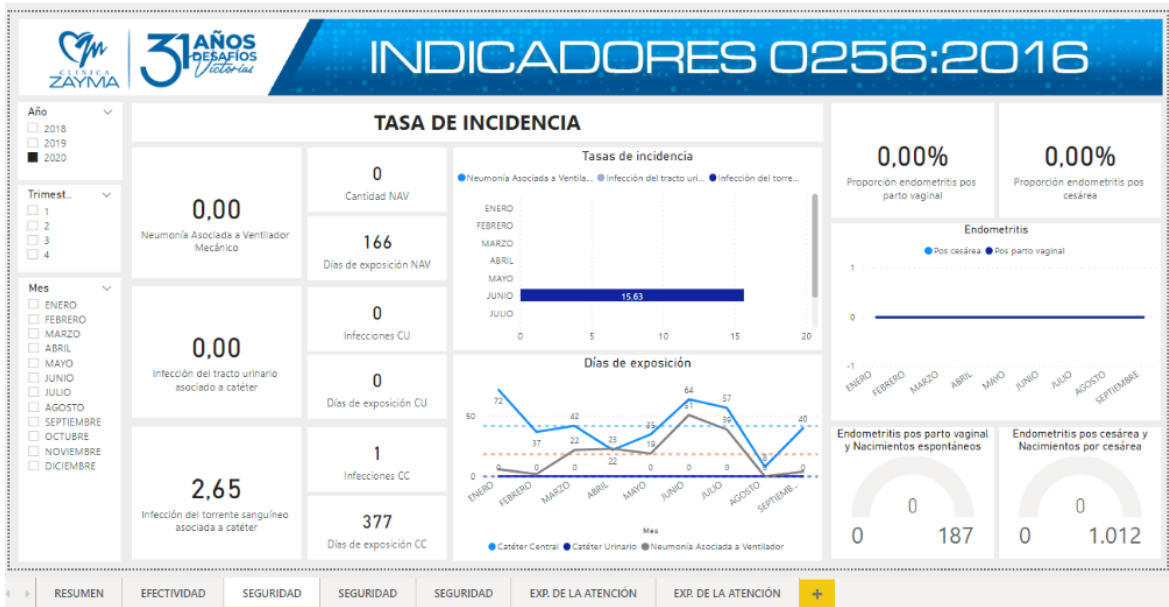 CLINICA
ZAYMA
31 AÑOS
DESAFÍOS
Victorias
INDICADORES 0256:2016
Año
2018
2019
2020
Trimest..
1
2
3
4
Mes
ENERO
FEBRERO
MARZO
ABRIL
MAYO
JUNIO
JULIO
AGOSTO
SEPTIEMBRE
OCTUBRE
NOVIEMBRE
DICIEMBRE
TASA DE INCIDENCIA
0,00
Neumonía Asociada a Ventilador
Mecánico
0,00
Infección del tracto urinario
asociado a catéter
2,65
Infección del torrente sanguíneo
asociada a catéter
0
Cantidad NAV
166
Días de exposición NAV
0
Infecciones CU
0
Días de exposición CU
1
Infecciones CC
377
Días de exposición CC
Tasas de incidencia
Neumonía Asociada a Ventila... Infección del tracto uri... Infección del torre...
ENERO
FEBRERO
MARZO
ABRIL
MAYO
JUNIO 15,63
JULIO
0 5 10 15 20
Días de exposición
72 37 42 23 35 64 57 8 40
22 22 19 51 39
0 0 0 0 0 0 0 0
50
0
ENERO FEBRERO MARZO ABRIL MAYO JUNIO JULIO AGOSTO SEPTIEMB...
Mes
Catéter Central Catéter Urinario Neumonía Asociada a Ventilador
0,00%
Proporción endometritis pos
parto vaginal
0,00%
Proporción endometritis pos
cesárea
Endometritis
Pos cesárea Pos parto vaginal
1
0
-1
ENERO FEBRERO MARZO ABRIL MAYO JUNIO JULIO AGOSTO SEPTIEMBRE
Endometritis pos parto vaginal
y Nacimientos espontáneos
0
0 187
Endometritis pos cesárea y
Nacimientos por cesárea
0
0 1.012
RESUMEN EFECTIVIDAD SEGURIDAD SEGURIDAD SEGURIDAD EXP. DE LA ATENCIÓN EXP. DE LA ATENCIÓN +